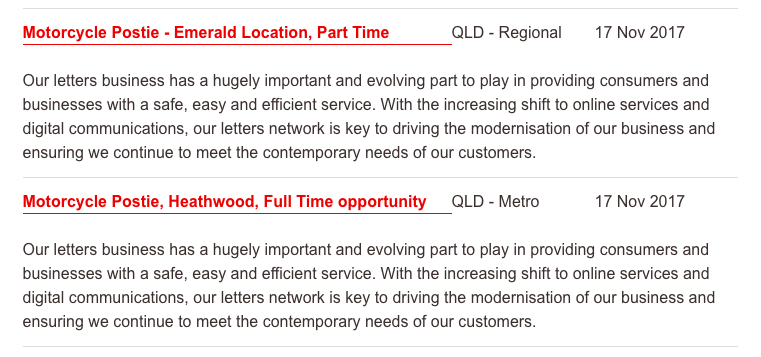 Motorcycle Postie - Emerald Location, Part Time QLD - Regional 17 Nov 2017
Our letters business has a hugely important and evolving part to play in providing consumers and
businesses with a safe, easy and efficient service. With the increasing shift to online services and
digital communications, our letters network is key to driving the modernisation of our business and
ensuring we continue to meet the contemporary needs of our customers.
Motorcycle Postie, Heathwood, Full Time opportunity QLD - Metro 17 Nov 2017
Our letters business has a hugely important and evolving part to play in providing consumers and
businesses with a safe, easy and efficient service. With the increasing shift to online services and
digital communications, our letters network is key to driving the modernisation of our business and
ensuring we continue to meet the contemporary needs of our customers.